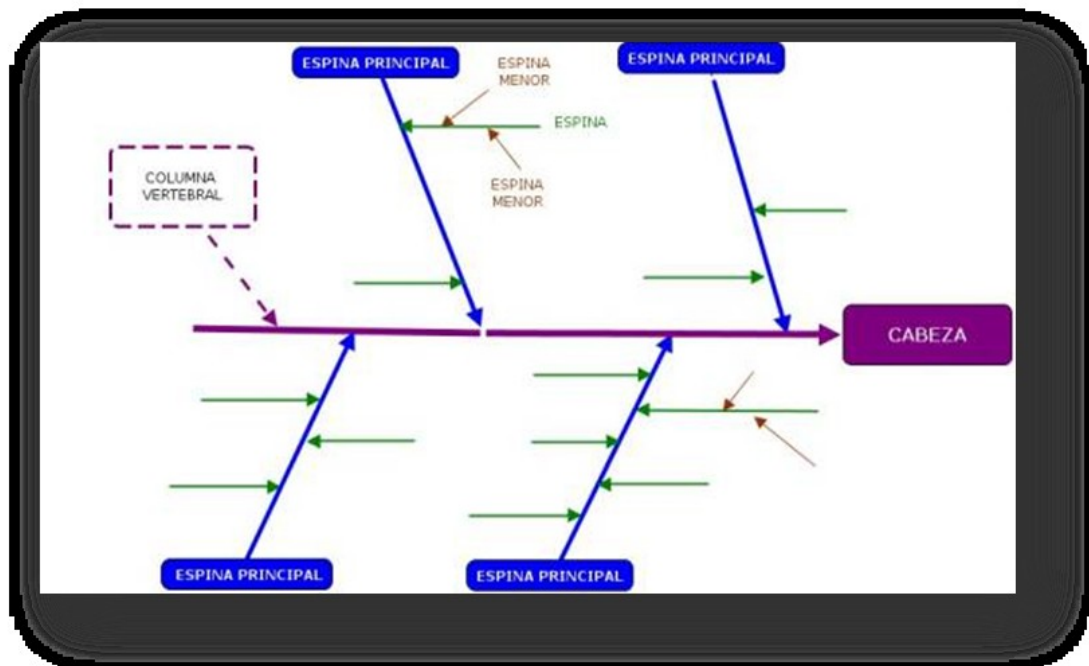 ESPINA PRINCIPAL
ESPINA PRINCIPAL
ESPINA
MENOR
ESPINA
ESPINA
MENOR
COLUMNA
VERTEBRAL
CABEZA
ESPINA PRINCIPAL
ESPINA PRINCIPAL